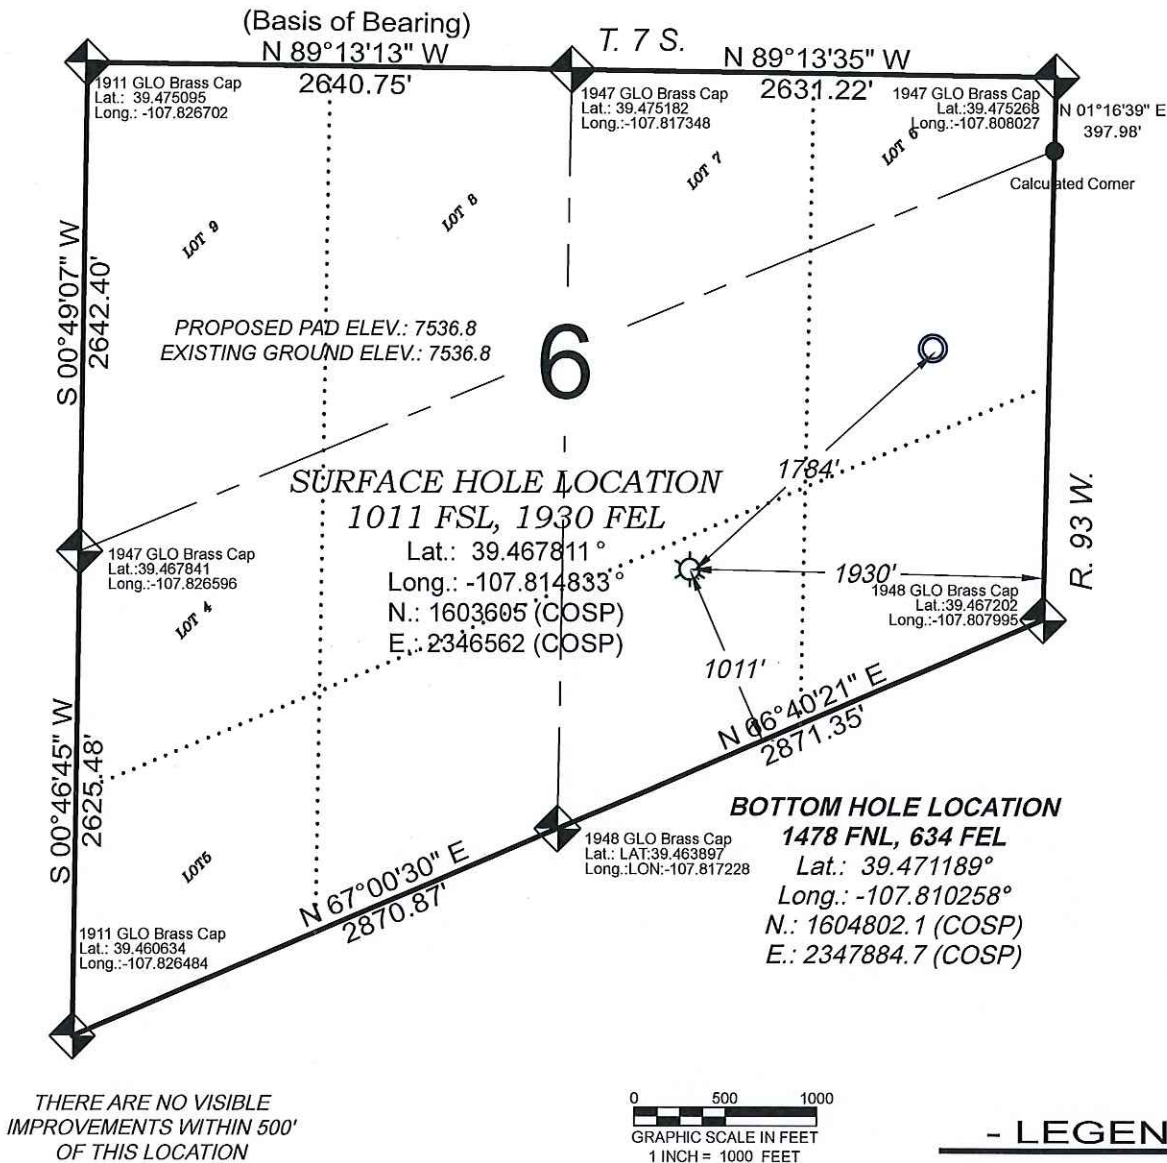 (Basis of Bearing)
N 89°13'13" W
2640.75'
T. 7 S.
N 89°13'35" W
2631.22'
1911 GLO Brass Cap
Lat.: 39.475095
Long.: -107.826702
1947 GLO Brass Cap
Lat.: 39.475182
Long.:-107.817348
1947 GLO Brass Cap
Lat.:39.475268
Long.:-107.808027
N 01°16'39" E
397.98'
Calculated Corner
LOT 9
LOT 8
LOT 7
LOT 6
S 00°49'07" W
2642.40'
PROPOSED PAD ELEV.: 7536.8
EXISTING GROUND ELEV.: 7536.8
6
1784'
SURFACE HOLE LOCATION
1011 FSL, 1930 FEL
Lat.: 39.467811°
Long.: -107.814833°
N.: 1603605 (COSP)
E.: 2346562 (COSP)
R. 93 W.
1947 GLO Brass Cap
Lat.:39.467841
Long.:-107.826596
LOT 4
1930'
1948 GLO Brass Cap
Lat.:39.467202
Long.:-107.807995
1011'
N 66°40'21" E
2871.35'
S 00°46'45" W
2625.48'
LOT5
1948 GLO Brass Cap
Lat.: LAT:39.463897
Long.:LON:-107.817228
BOTTOM HOLE LOCATION
1478 FNL, 634 FEL
Lat.: 39.471189°
Long.: -107.810258°
N.: 1604802.1 (COSP)
E.: 2347884.7 (COSP)
N 67°00'30" E
2870.87'
1911 GLO Brass Cap
Lat.: 39.460634
Long.:-107.826484
THERE ARE NO VISIBLE
IMPROVEMENTS WITHIN 500'
OF THIS LOCATION
0 500 1000
GRAPHIC SCALE IN FEET
1 INCH = 1000 FEET
- LEGEN